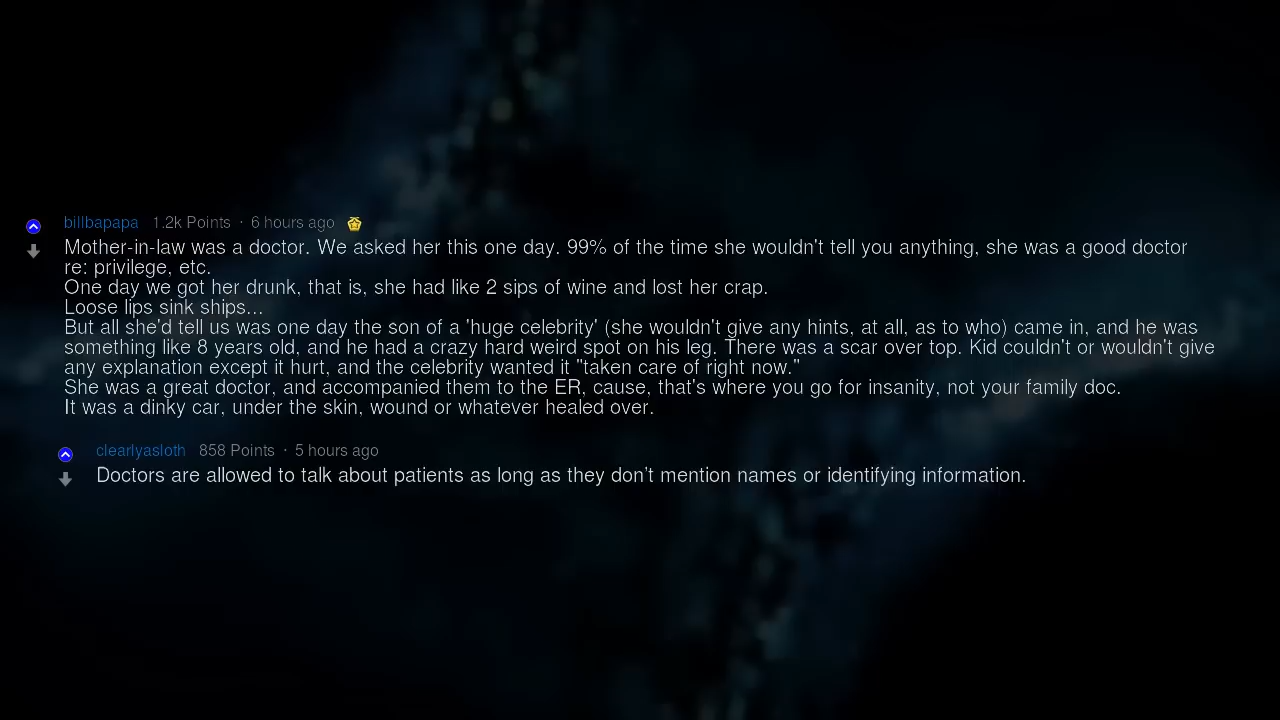 billbapapa 1.2k Points · 6 hours ago
Mother-in-law was a doctor. We asked her this one day. 99% of the time she wouldn't tell you anything, she was a good doctor
re: privilege, etc.
One day we got her drunk, that is, she had like 2 sips of wine and lost her crap.
Loose lips sink ships...
But all she'd tell us was one day the son of a 'huge celebrity' (she wouldn't give any hints, at all, as to who) came in, and he was
something like 8 years old, and he had a crazy hard weird spot on his leg. There was a scar over top. Kid couldn't or wouldn't give
any explanation except it hurt, and the celebrity wanted it "taken care of right now."
She was a great doctor, and accompanied them to the ER, cause, that's where you go for insanity, not your family doc.
It was a dinky car, under the skin, wound or whatever healed over.
clearlyasloth 858 Points · 5 hours ago
Doctors are allowed to talk about patients as long as they don't mention names or identifying information.